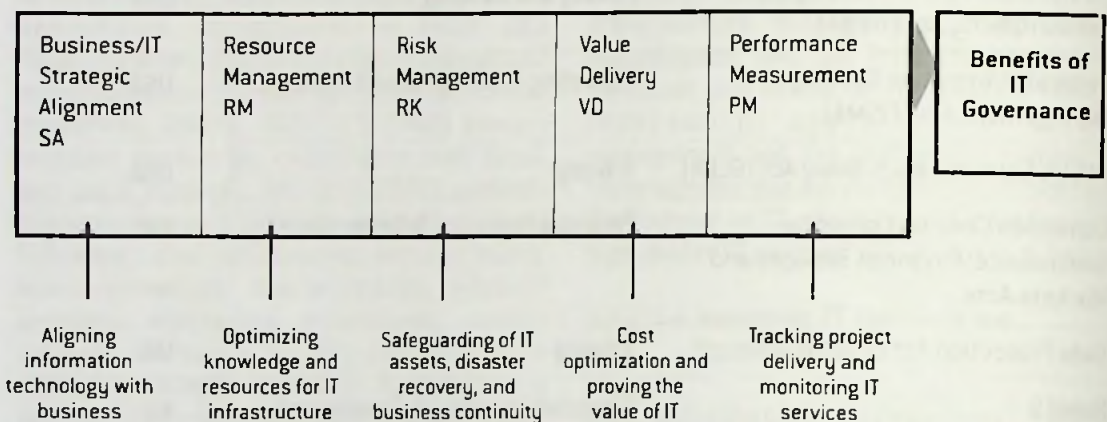 Business/IT
Strategic
Alignment
SA
Resource
Management
RM
Risk
Management
RK
Value
Delivery
VD
Performance
Measurement
PM
Benefits of
IT
Governance
Aligning
information
technology with
business
Optimizing
knowledge and
resources for IT
infrastructure
Safeguarding of IT
assets, disaster
recovery, and
business continuity
Cost
optimization and
proving the
value of IT
Tracking project
delivery and
monitoring IT
services